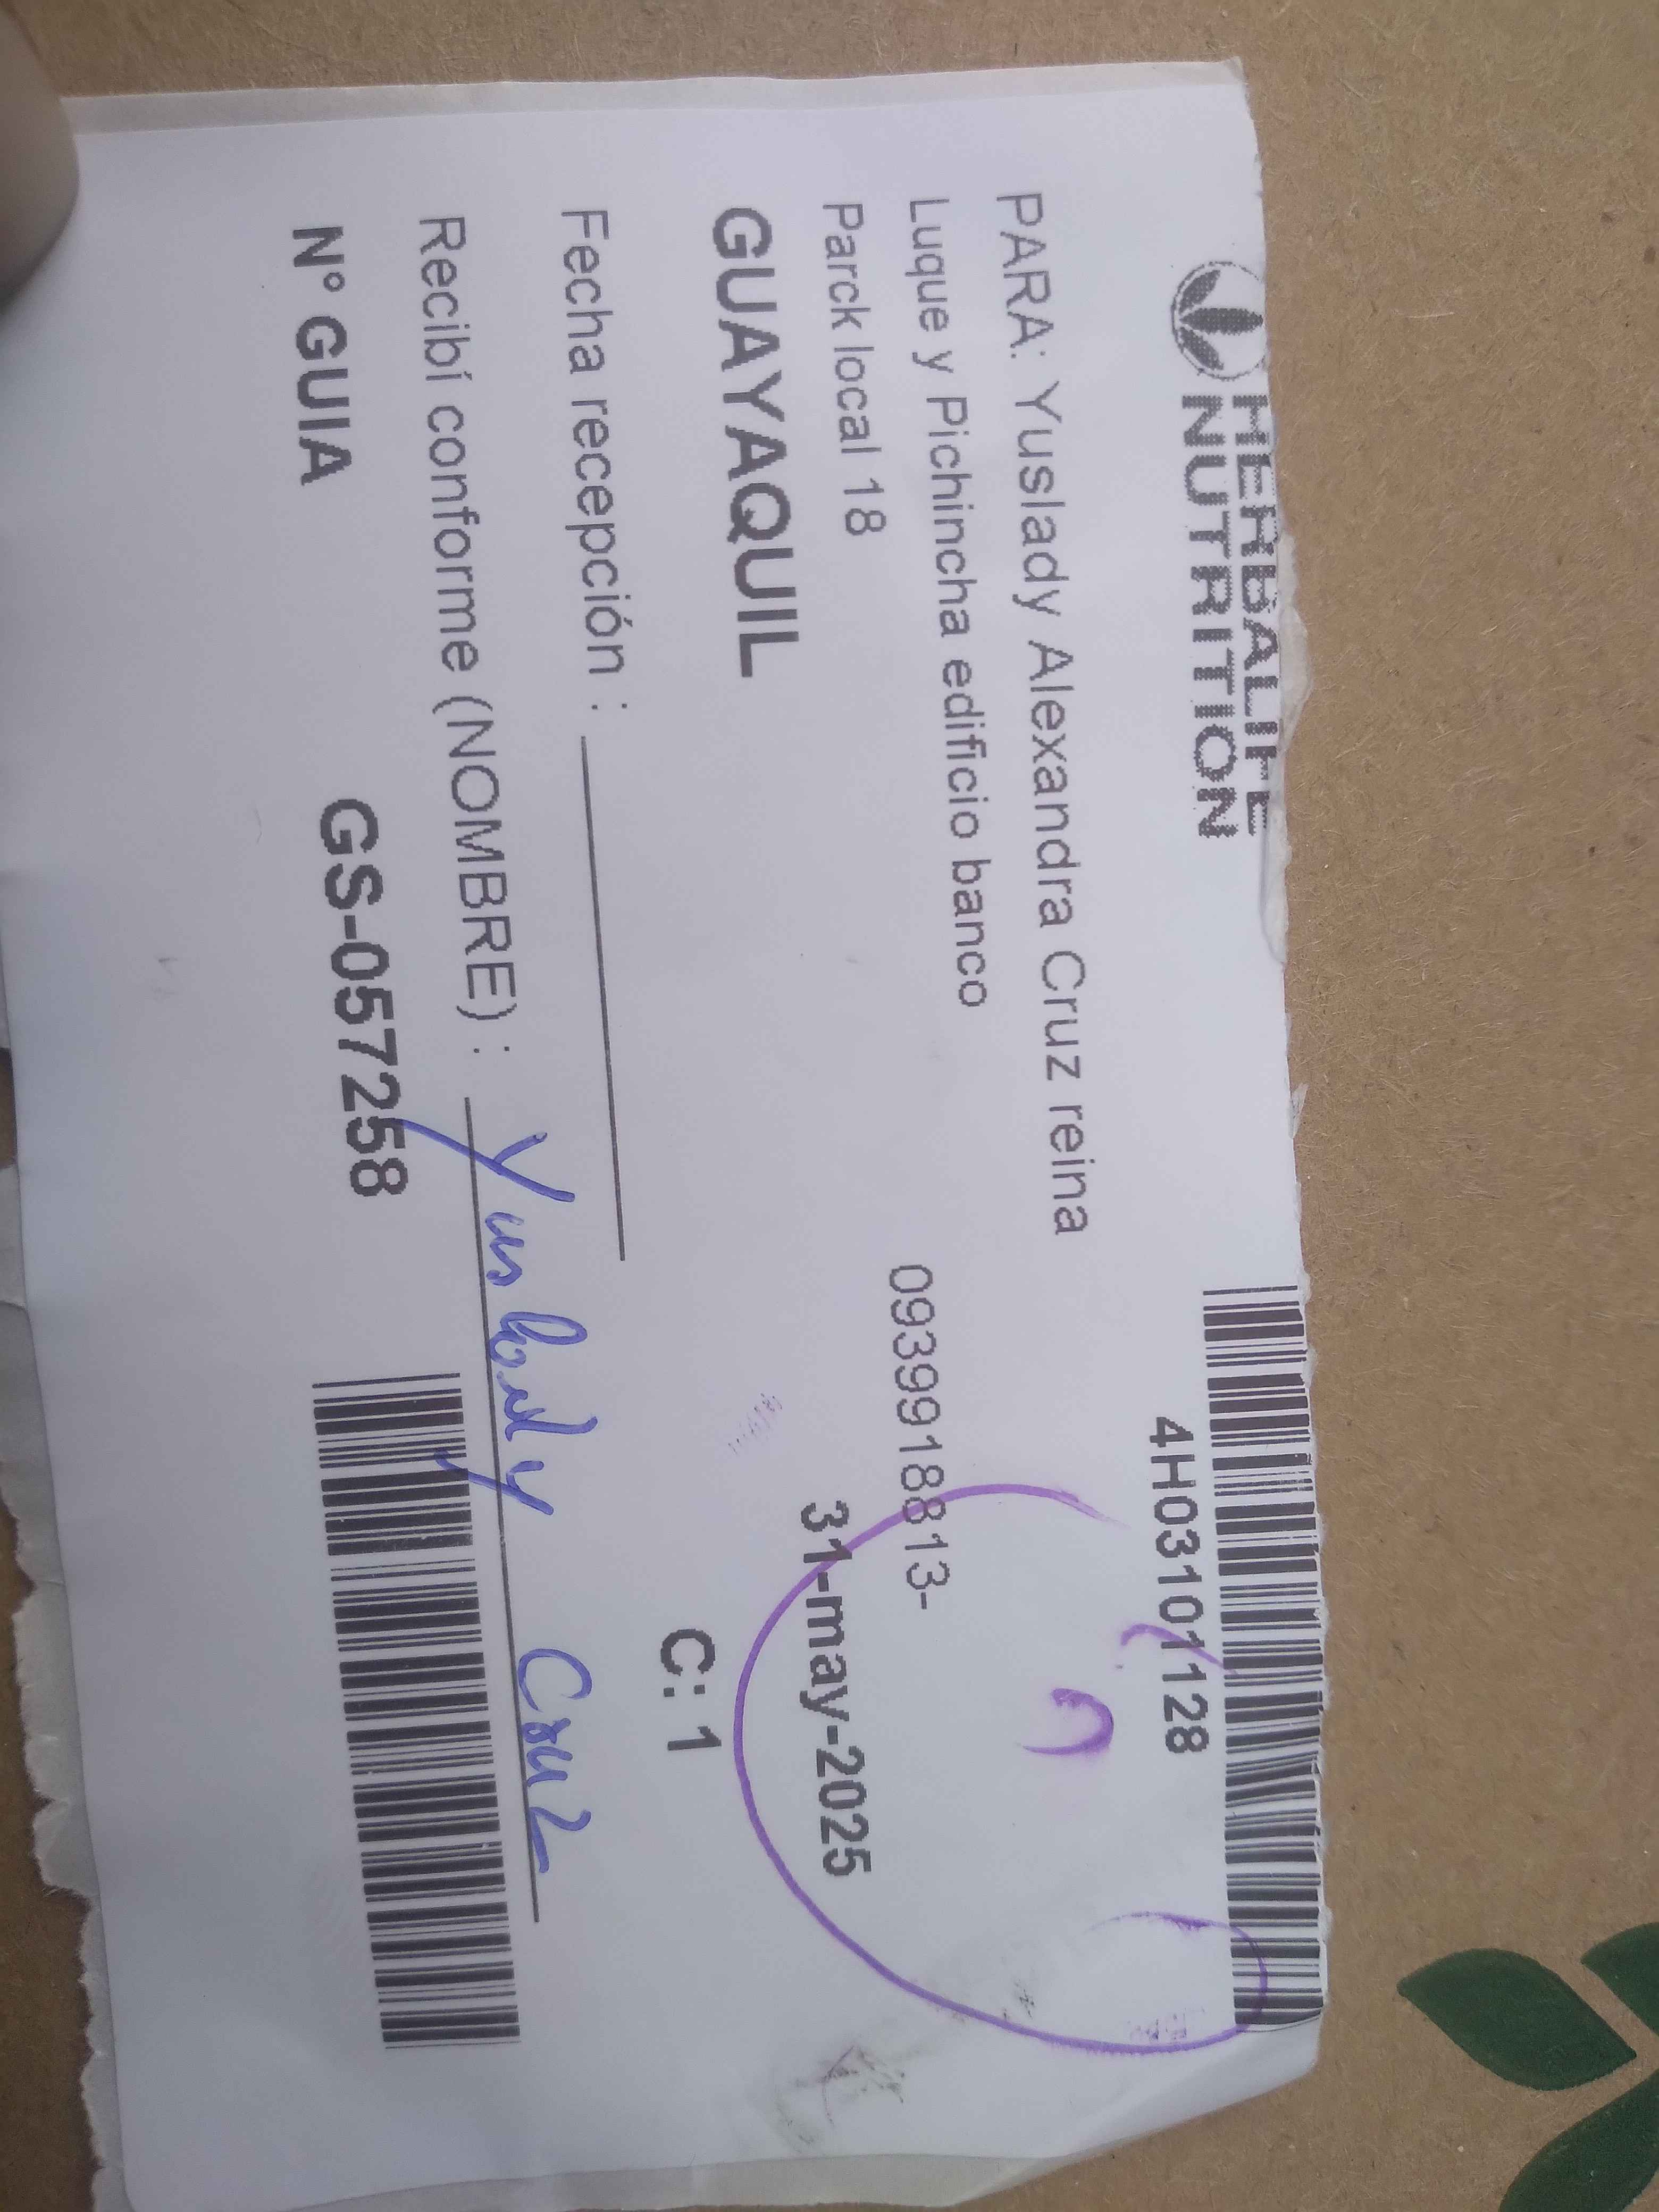 HERBALIFE
NUTRITION
4H03101128
PARA: Yuslady Alexandra Cruz reina
Luque y Pichincha edificio banco
Parck local 18
0939918813-
31-may-2025
GUAYAQUIL
C: 1
Fecha recepción :
Recibí conforme (NOMBRE) : Yuslady Cruz
N° GUIA GS-057258